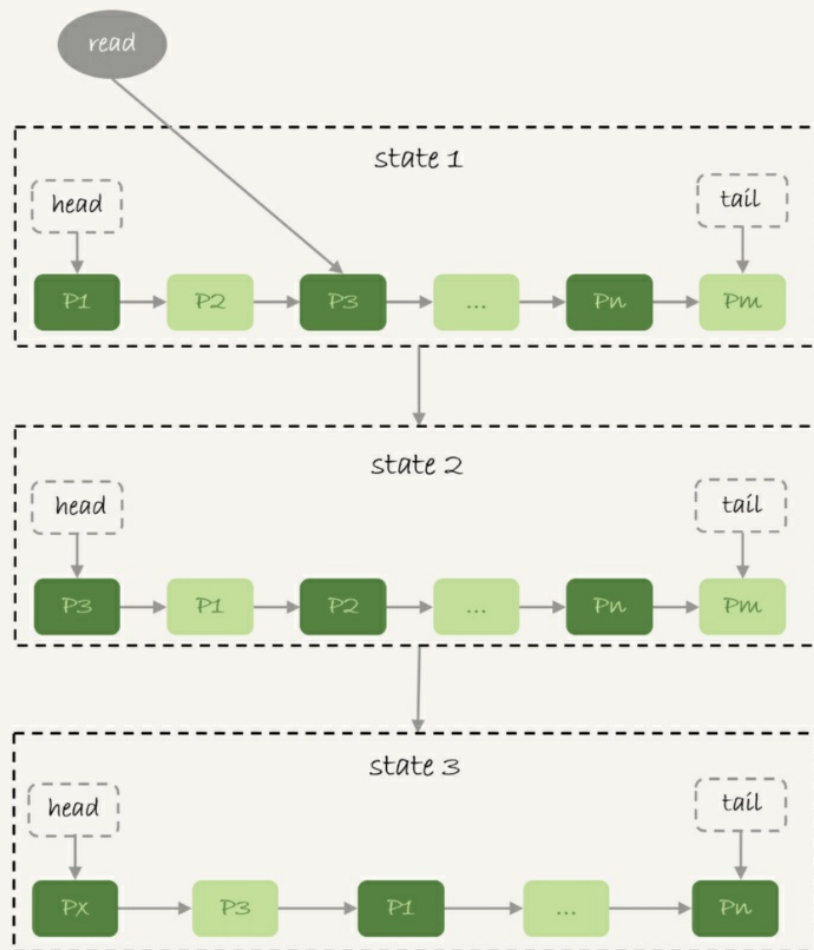 read
state 1
head
tail
P1 P2 P3 ... Pn Pm
state 2
head
tail
P3 P1 P2 ... Pn Pm
state 3
head
tail
Px P3 P1 ... Pn